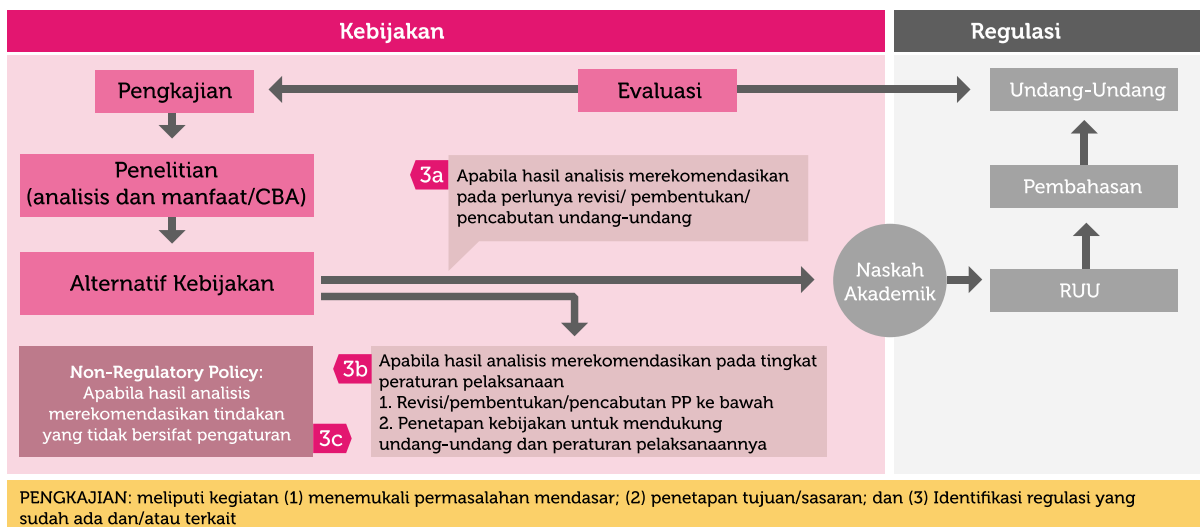 Kebijakan
Regulasi
Pengkajian
Evaluasi
Undang-Undang
Penelitian
(analisis dan manfaat/CBA)
3a
Apabila hasil analisis merekomendasikan
pada perlunya revisi/ pembentukan/
pencabutan undang-undang
Pembahasan
Alternatif Kebijakan
Naskah
Akademik
RUU
Non-Regulatory Policy:
Apabila hasil analisis
merekomendasikan tindakan
yang tidak bersifat pengaturan
3c
3b
Apabila hasil analisis merekomendasikan pada tingkat
peraturan pelaksanaan
1. Revisi/pembentukan/pencabutan PP ke bawah
2. Penetapan kebijakan untuk mendukung
undang-undang dan peraturan pelaksanaannya
PENGKAJIAN: meliputi kegiatan (1) menemukali permasalahan mendasar; (2) penetapan tujuan/sasaran; dan (3) Identifikasi regulasi yang
sudah ada dan/atau terkait